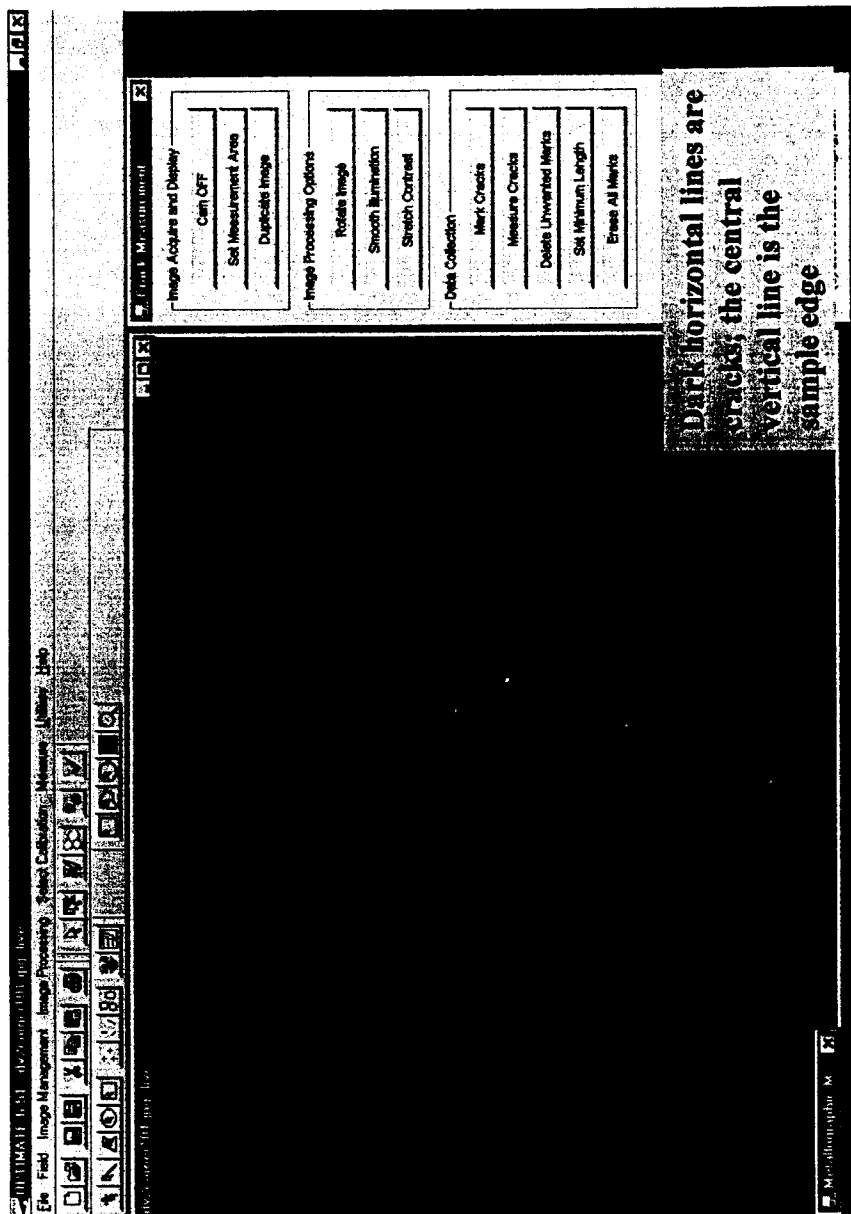 File Field Image Management Image Processing Select Calibration Measure Utilities Help
Crack Measurement
Image Acquire and Display
Cam OFF
Set Measurement Area
Duplicate Image
Image Processing Options
Rotate Image
Smooth Illumination
Stretch Contrast
Data Collection
Mark Cracks
Measure Cracks
Delete Unwanted Marks
Set Minimum Length
Erase All Marks
Dark horizontal lines are
cracks; the central
vertical line is the
sample edge
Metallographic M